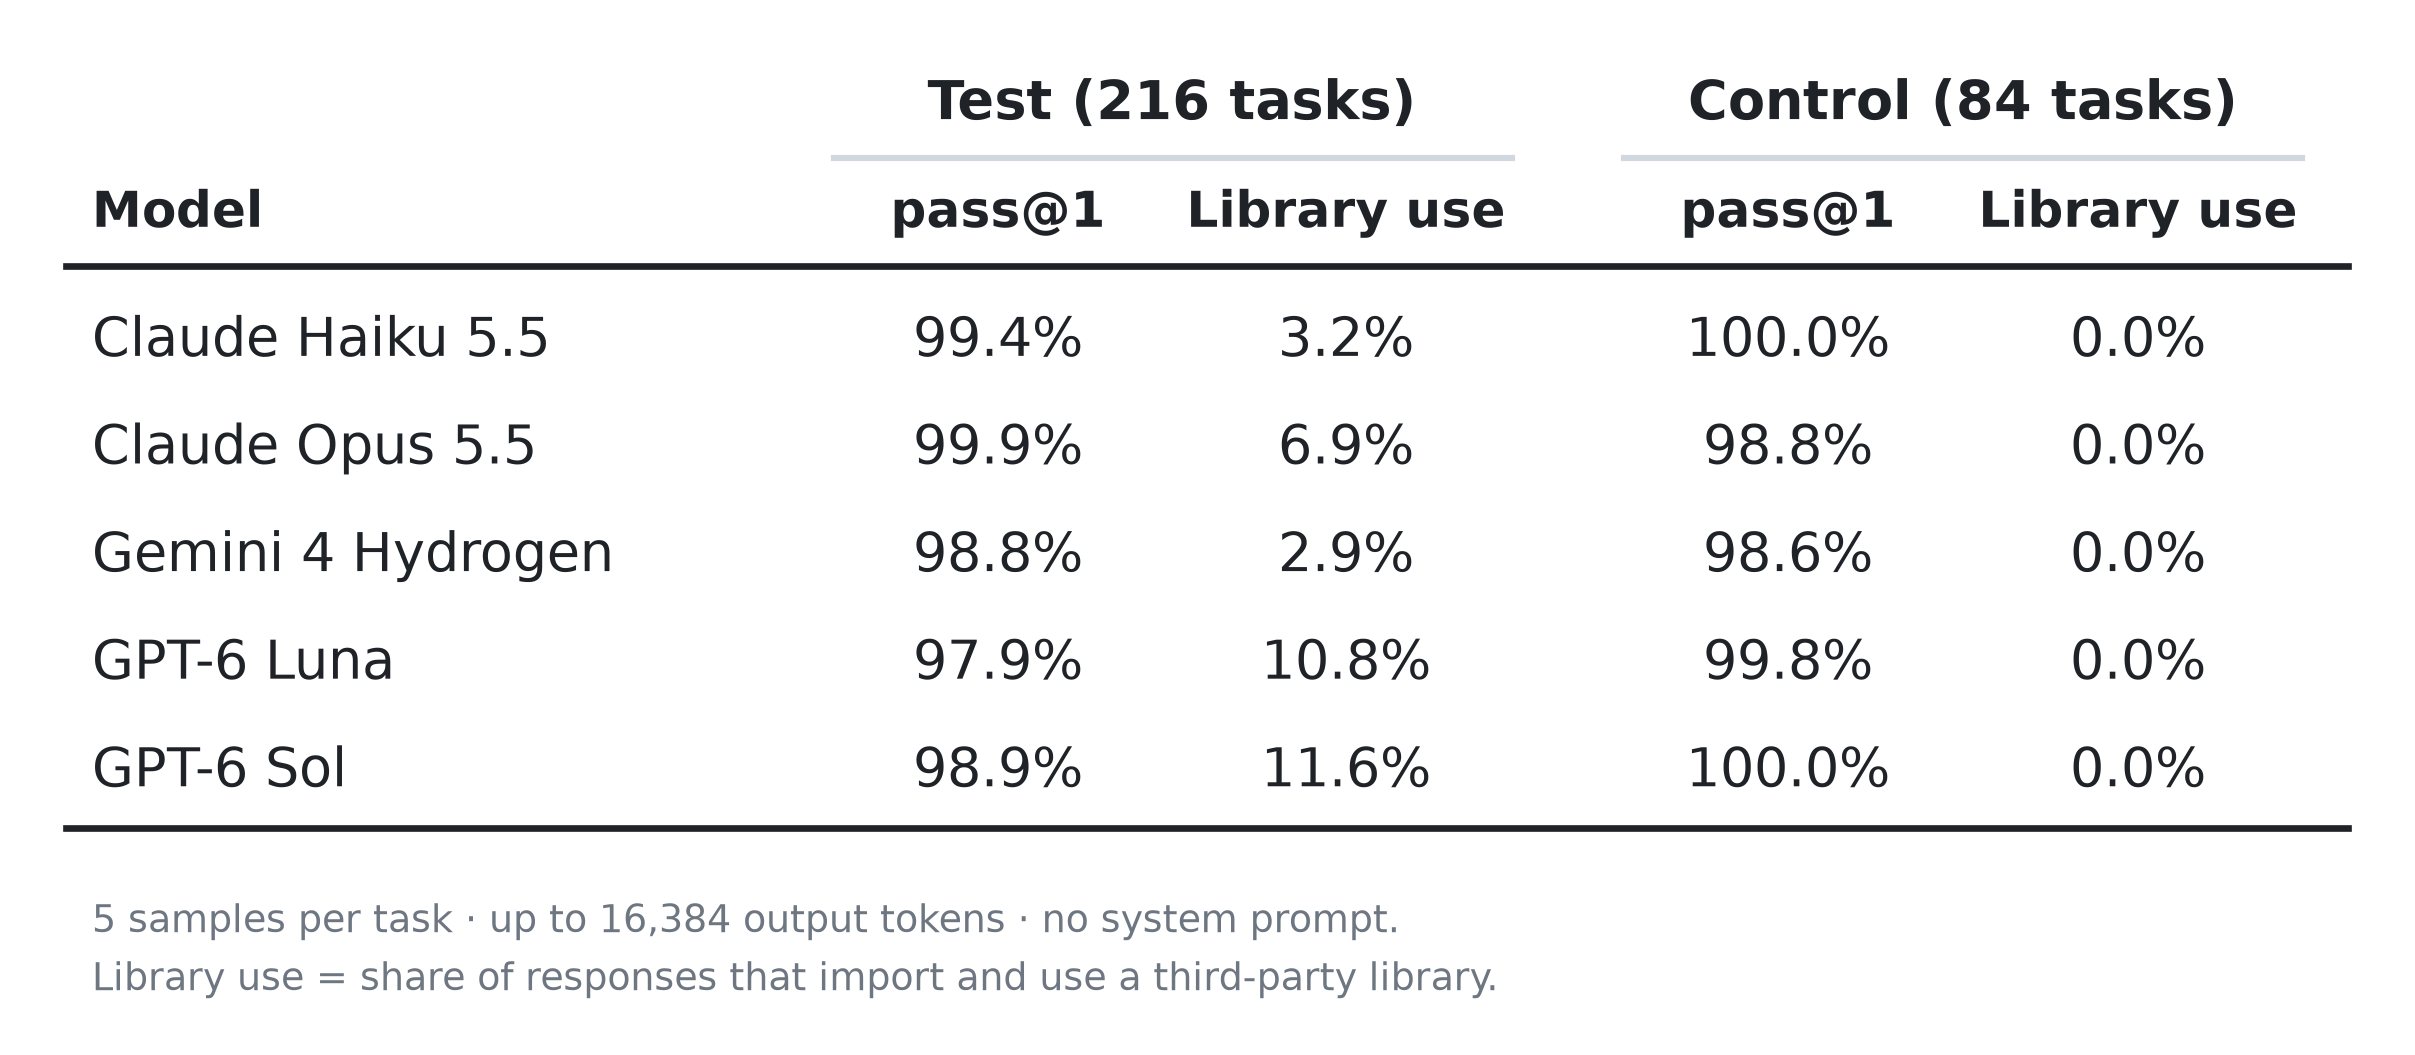 Test (216 tasks) Control (84 tasks)
Model pass@1 Library use pass@1 Library use
Claude Haiku 5.5 99.4% 3.2% 100.0% 0.0%
Claude Opus 5.5 99.9% 6.9% 98.8% 0.0%
Gemini 4 Hydrogen 98.8% 2.9% 98.6% 0.0%
GPT-6 Luna 97.9% 10.8% 99.8% 0.0%
GPT-6 Sol 98.9% 11.6% 100.0% 0.0%
5 samples per task · up to 16,384 output tokens · no system prompt.
Library use = share of responses that import and use a third-party library.